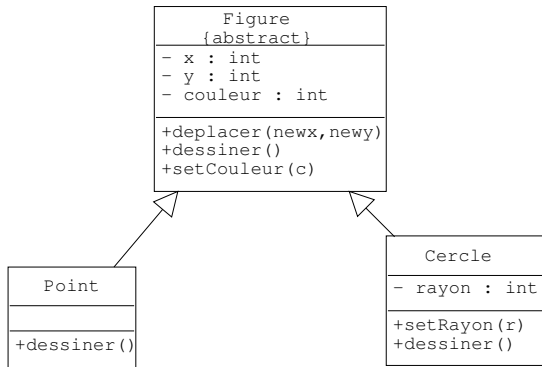 Figure
{abstract}
- x : int
- y : int
- couleur : int
+deplacer(newx,newy)
+dessiner()
+setCouleur(c)
Point
+dessiner()
Cercle
- rayon : int
+setRayon(r)
+dessiner()